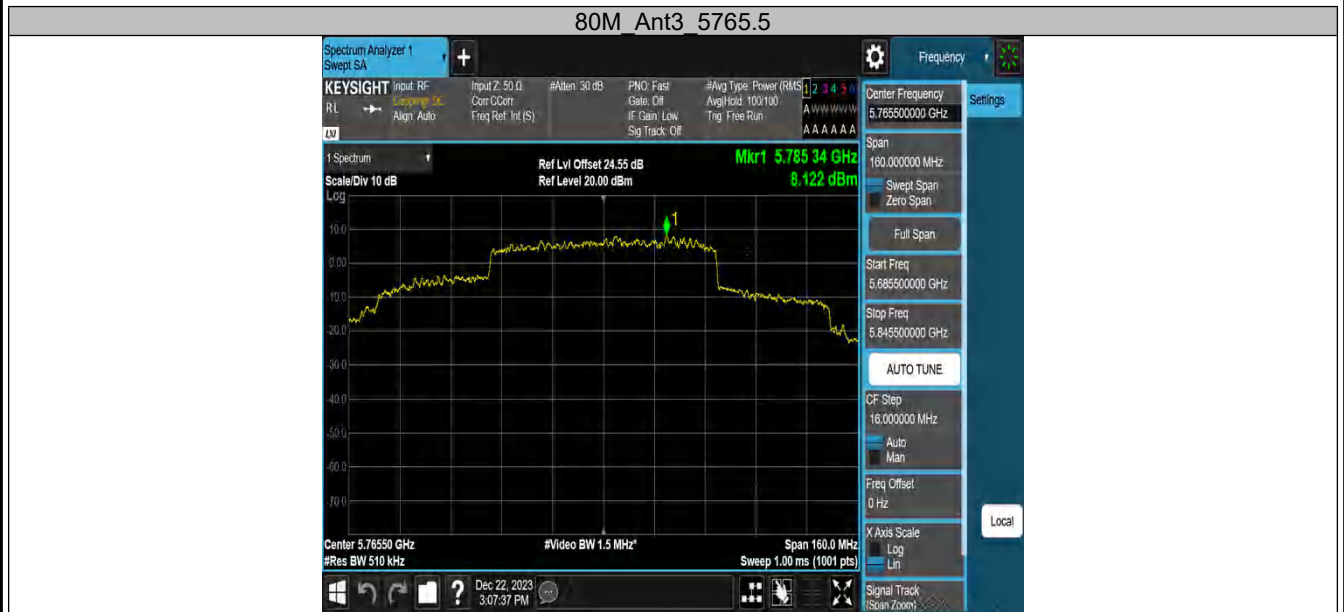 80M_Ant3_5765.5
Spectrum Analyzer 1
Swept SA
+
Frequency
KEYSIGHT
RL
LXI
Input: RF
Coupling: DC
Align: Auto
Input Z: 50 Ω
Corr CCorr
Freq Ref: Int (S)
#Atten: 30 dB
PNO: Fast
Gate: Off
IF Gain: Low
Sig Track: Off
#Avg Type: Power (RMS
Avg|Hold: 100/100
Trig: Free Run
1 2 3 4 5 6
A W W W W W
A A A A A A
Center Frequency
5.765500000 GHz
Settings
Span
160.000000 MHz
Swept Span
Zero Span
Full Span
Start Freq
5.685500000 GHz
Stop Freq
5.845500000 GHz
AUTO TUNE
CF Step
16.000000 MHz
Auto
Man
Freq Offset
0 Hz
X Axis Scale
Log
Lin
Signal Track
(Span Zoom)
Local
1 Spectrum
Scale/Div 10 dB
Log
Ref Lvl Offset 24.55 dB
Ref Level 20.00 dBm
Mkr1 5.785 34 GHz
8.122 dBm
1
10.0
0.00
-10.0
-20.0
-30.0
-40.0
-50.0
-60.0
-70.0
Center 5.76550 GHz
#Video BW 1.5 MHz*
Span 160.0 MHz
#Res BW 510 kHz
Sweep 1.00 ms (1001 pts)
?
Dec 22, 2023
3:07:37 PM